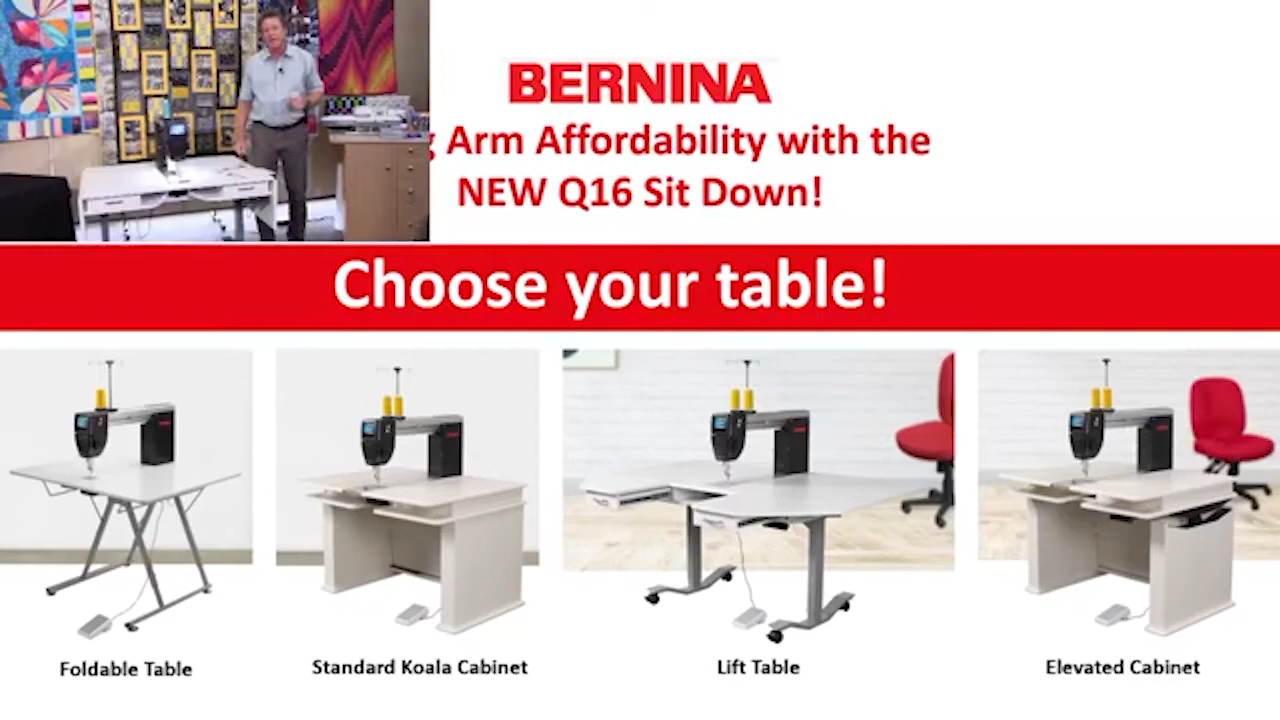 BERNINA
Arm Affordability with the
NEW Q16 Sit Down!
Choose your table!
Foldable Table
Standard Koala Cabinet
Lift Table
Elevated Cabinet